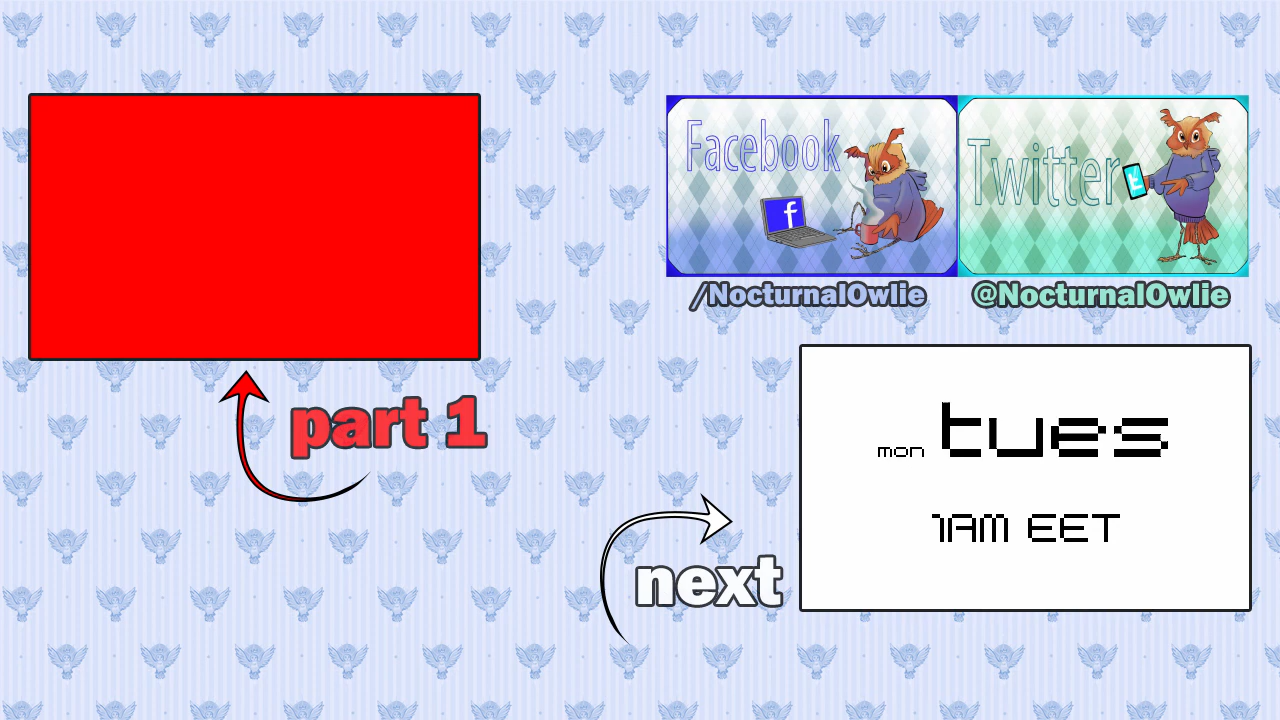 Facebook
f
/NocturnalOwlie
Twitter
t
@NocturnalOwlie
part 1
mon tues
1AM EET
next